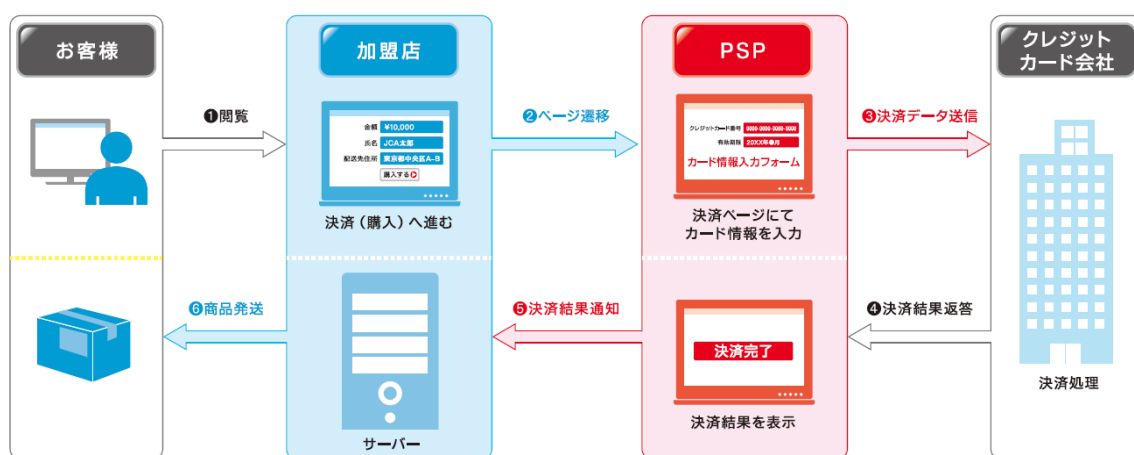 お客様
加盟店
PSP
クレジット
カード会社
❶閲覧
❷ページ遷移
❸決済データ送信
金額 ¥10,000
氏名 JCA太郎
配送先住所 東京都中央区A-B
購入する
クレジットカード番号 0000-0000-0000-0000
有効期限 20XX年●月
カード情報入力フォーム
決済(購入)へ進む
決済ページにて
カード情報を入力
❻商品発送
❺決済結果通知
❹決済結果返答
決済完了
決済処理
サーバー
決済結果を表示